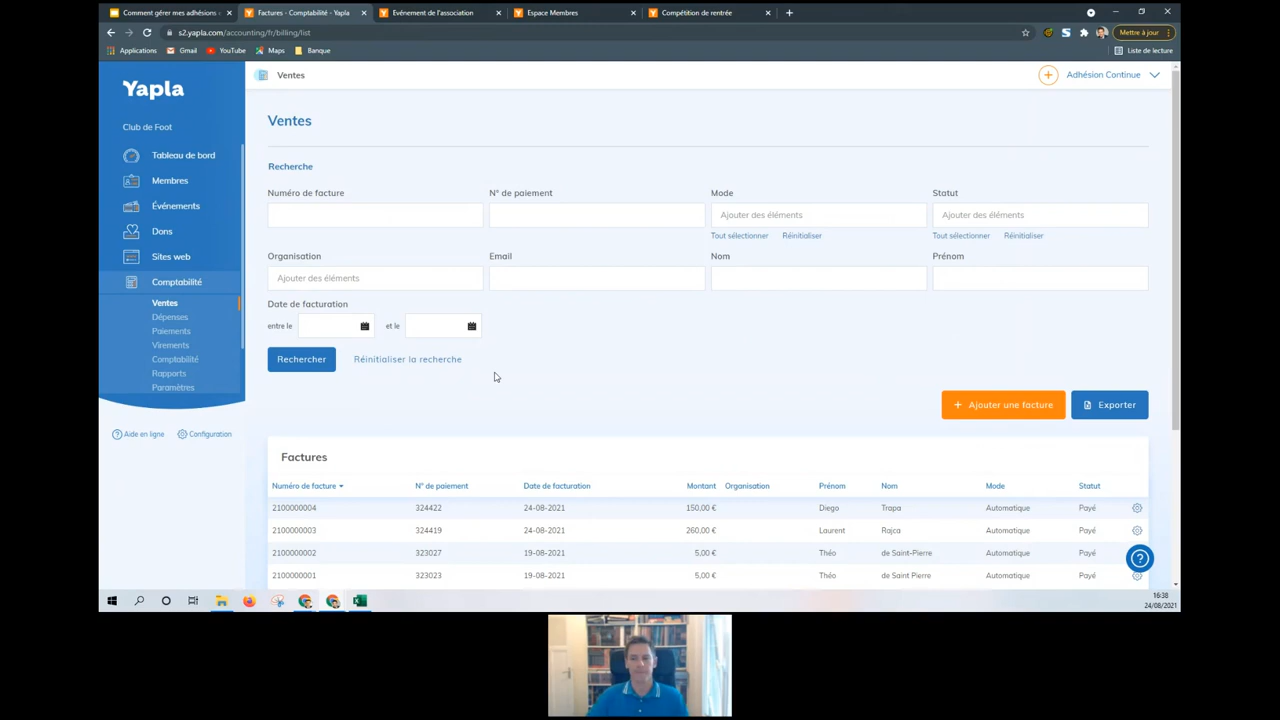 Comment gérer mes adhésions e
Factures - Comptabilité - Yapla
Evénement de l'association
Espace Membres
Compétition de rentrée
s2.yapla.com/accounting/fr/billing/list
Mettre à jour
Applications Gmail YouTube Maps Banque
Liste de lecture
Yapla
Club de Foot
Tableau de bord
Membres
Événements
Dons
Sites web
Comptabilité
Ventes
Dépenses
Paiements
Virements
Comptabilité
Rapports
Paramètres
Aide en ligne
Configuration
Ventes
Adhésion Continue
Ventes
Recherche
Numéro de facture N° de paiement Mode Statut
Ajouter des éléments Ajouter des éléments
Tout sélectionner Réinitialiser Tout sélectionner Réinitialiser
Organisation Email Nom Prénom
Ajouter des éléments
Date de facturation
entre le et le
Rechercher Réinitialiser la recherche
+ Ajouter une facture Exporter
Factures
Numéro de facture N° de paiement Date de facturation Montant Organisation Prénom Nom Mode Statut
2100000004 324422 24-08-2021 150,00 € Diego Trapa Automatique Payé
2100000003 324419 24-08-2021 260,00 € Laurent Rajca Automatique Payé
2100000002 323027 19-08-2021 5,00 € Théo de Saint-Pierre Automatique Payé
2100000001 323023 19-08-2021 5,00 € Théo de Saint Pierre Automatique Payé
16:38
24/08/2021